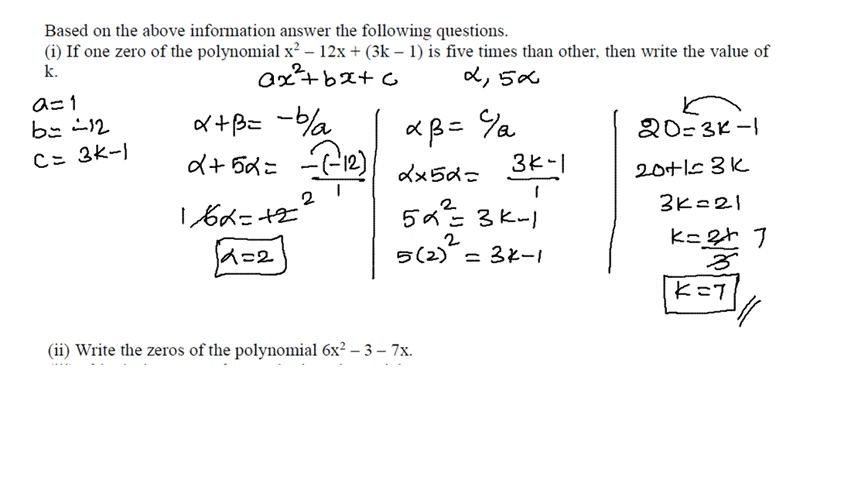 Based on the above information answer the following questions.
(i) If one zero of the polynomial x² – 12x + (3k – 1) is five times than other, then write the value of
k.
ax²+bx+c
α, 5α
a=1
b=-12
c= 3k-1
α+β= -b/a
α+5α= -(-12)/1
1 6α=12 2
α=2
αβ= c/a
α×5α= 3k-1/1
5α²= 3k-1
5(2)² = 3k-1
20=3k-1
20+1=3k
3k=21
k=21/3 7
k=7
(ii) Write the zeros of the polynomial 6x² – 3 – 7x.